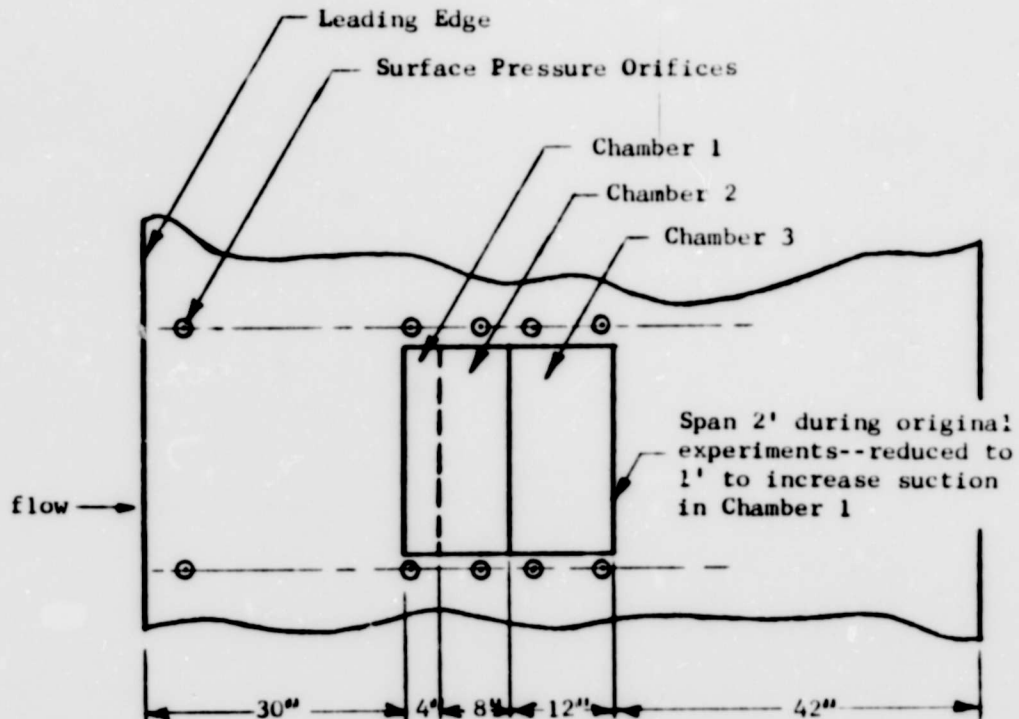 Leading Edge
Surface Pressure Orifices
Chamber 1
Chamber 2
Chamber 3
Span 2' during original
experiments--reduced to
1' to increase suction
in Chamber 1
flow
30"
4"
8"
12"
42"